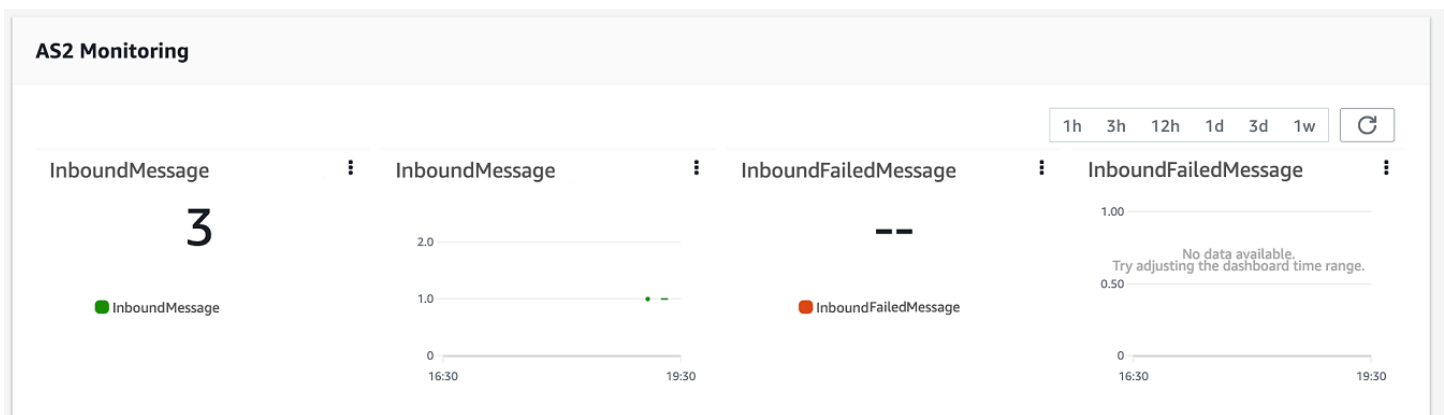 AS2 Monitoring
1h 3h 12h 1d 3d 1w
InboundMessage
3
InboundMessage
InboundMessage
2.0
1.0
0
16:30 19:30
InboundFailedMessage
--
InboundFailedMessage
InboundFailedMessage
1.00
No data available.
Try adjusting the dashboard time range.
0.50
0
16:30 19:30